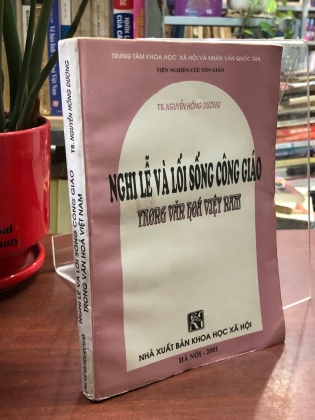 TRUNG TÂM KHOA HỌC XÃ HỘI VÀ NHÂN VĂN QUỐC GIA
VIỆN NGHIÊN CỨU TÔN GIÁO
TS. NGUYỄN HỒNG DƯƠNG
NGHI LỄ VÀ LỐI SỐNG CÔNG GIÁO
TRONG VĂN HOÁ VIỆT NAM
NHÀ XUẤT BẢN KHOA HỌC XÃ HỘI
HÀ NỘI - 2001
TS. NGUYỄN HỒNG DƯƠNG
NGHI LỄ VÀ LỐI SỐNG CÔNG GIÁO
TRONG VĂN HOÁ VIỆT NAM